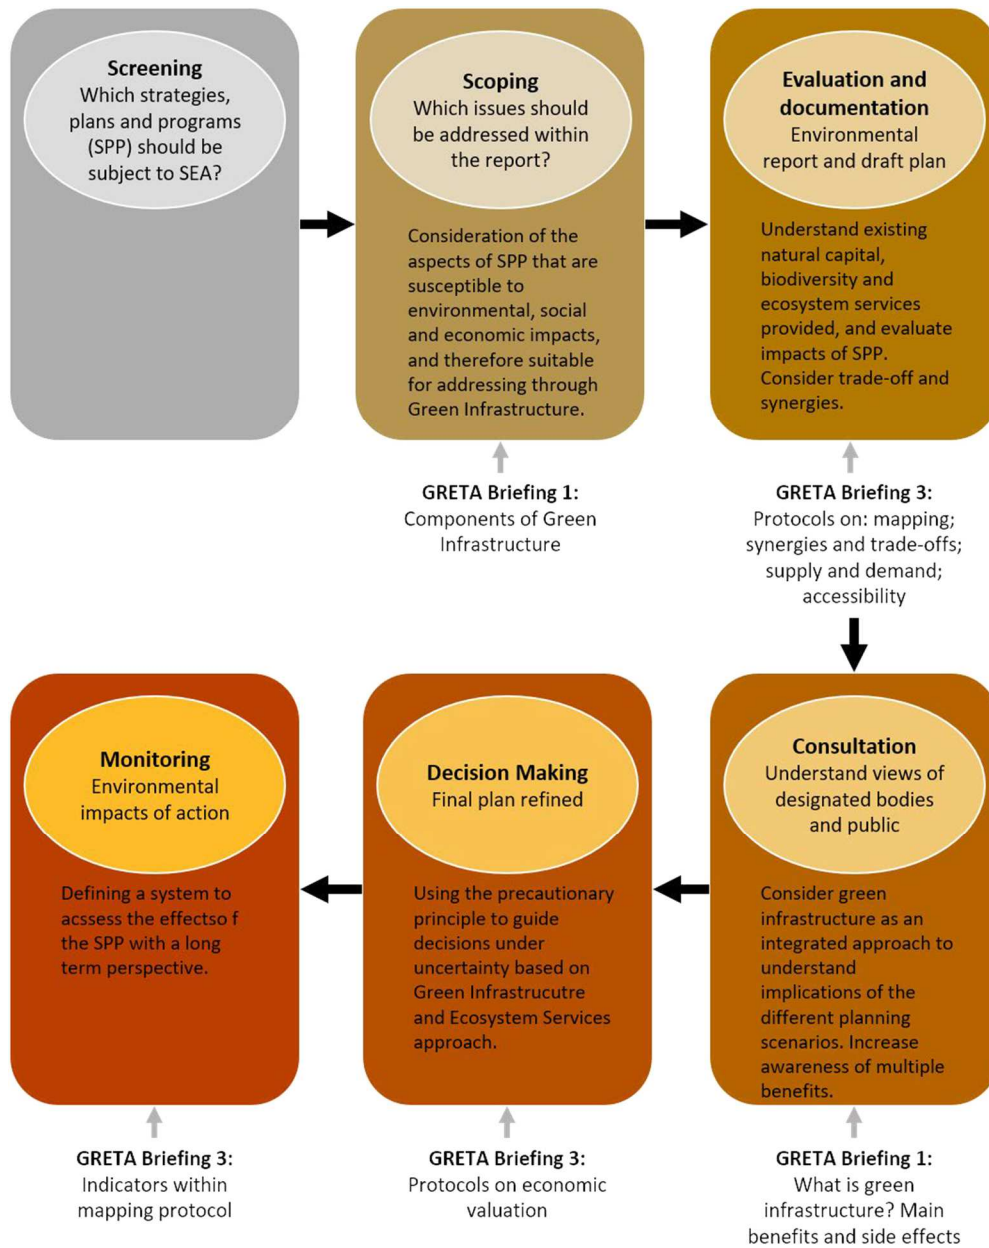 Screening
Which strategies,
plans and programs
(SPP) should be
subject to SEA?
Scoping
Which issues should
be addressed within
the report?
Consideration of the
aspects of SPP that are
susceptible to
environmental, social
and economic impacts,
and therefore suitable
for addressing through
Green Infrastructure.
GRETA Briefing 1:
Components of Green
Infrastructure
Evaluation and
documentation
Environmental
report and draft plan
Understand existing
natural capital,
biodiversity and
ecosystem services
provided, and evaluate
impacts of SPP.
Consider trade-off and
synergies.
GRETA Briefing 3:
Protocols on: mapping;
synergies and trade-offs;
supply and demand;
accessibility
Consultation
Understand views of
designated bodies
and public
Consider green
infrastructure as an
integrated approach to
understand
implications of the
different planning
scenarios. Increase
awareness of multiple
benefits.
GRETA Briefing 1:
What is green
infrastructure? Main
benefits and side effects
Decision Making
Final plan refined
Using the precautionary
principle to guide
decisions under
uncertainty based on
Green Infrastrucutre
and Ecosystem Services
approach.
GRETA Briefing 3:
Protocols on economic
valuation
Monitoring
Environmental
impacts of action
Defining a system to
acssess the effectso f
the SPP with a long
term perspective.
GRETA Briefing 3:
Indicators within
mapping protocol